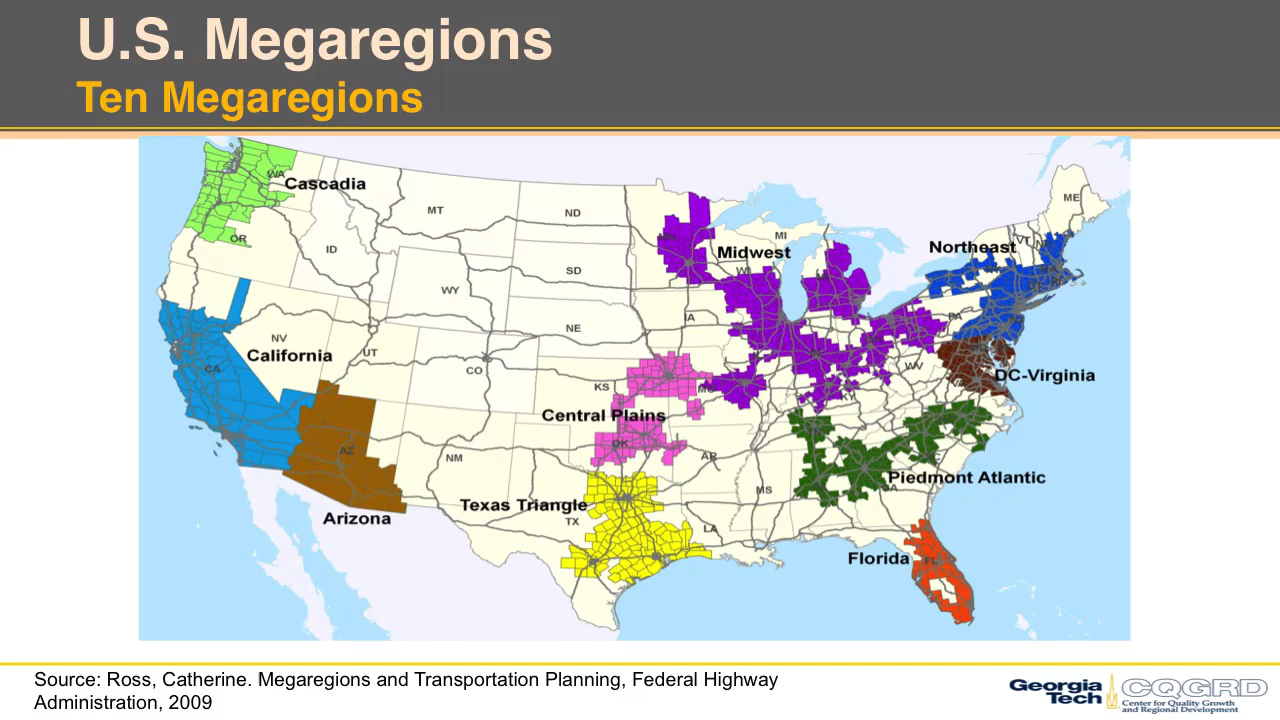 U.S. Megaregions
Ten Megaregions
WA
Cascadia
OR
MT
ND
ID
SD
WY
NE
IA
MI
WI
Midwest
Northeast
VT
ME
PA
NV
California
UT
CO
CA
KS
WV
DC-Virginia
KY
Central Plains
OK
AR
AZ
NM
MS
Piedmont Atlantic
Texas Triangle
TX
LA
Arizona
Florida
FL
Source: Ross, Catherine. Megaregions and Transportation Planning, Federal Highway
Administration, 2009
Georgia
Tech
CQGRD
Center for Quality Growth
and Regional Development